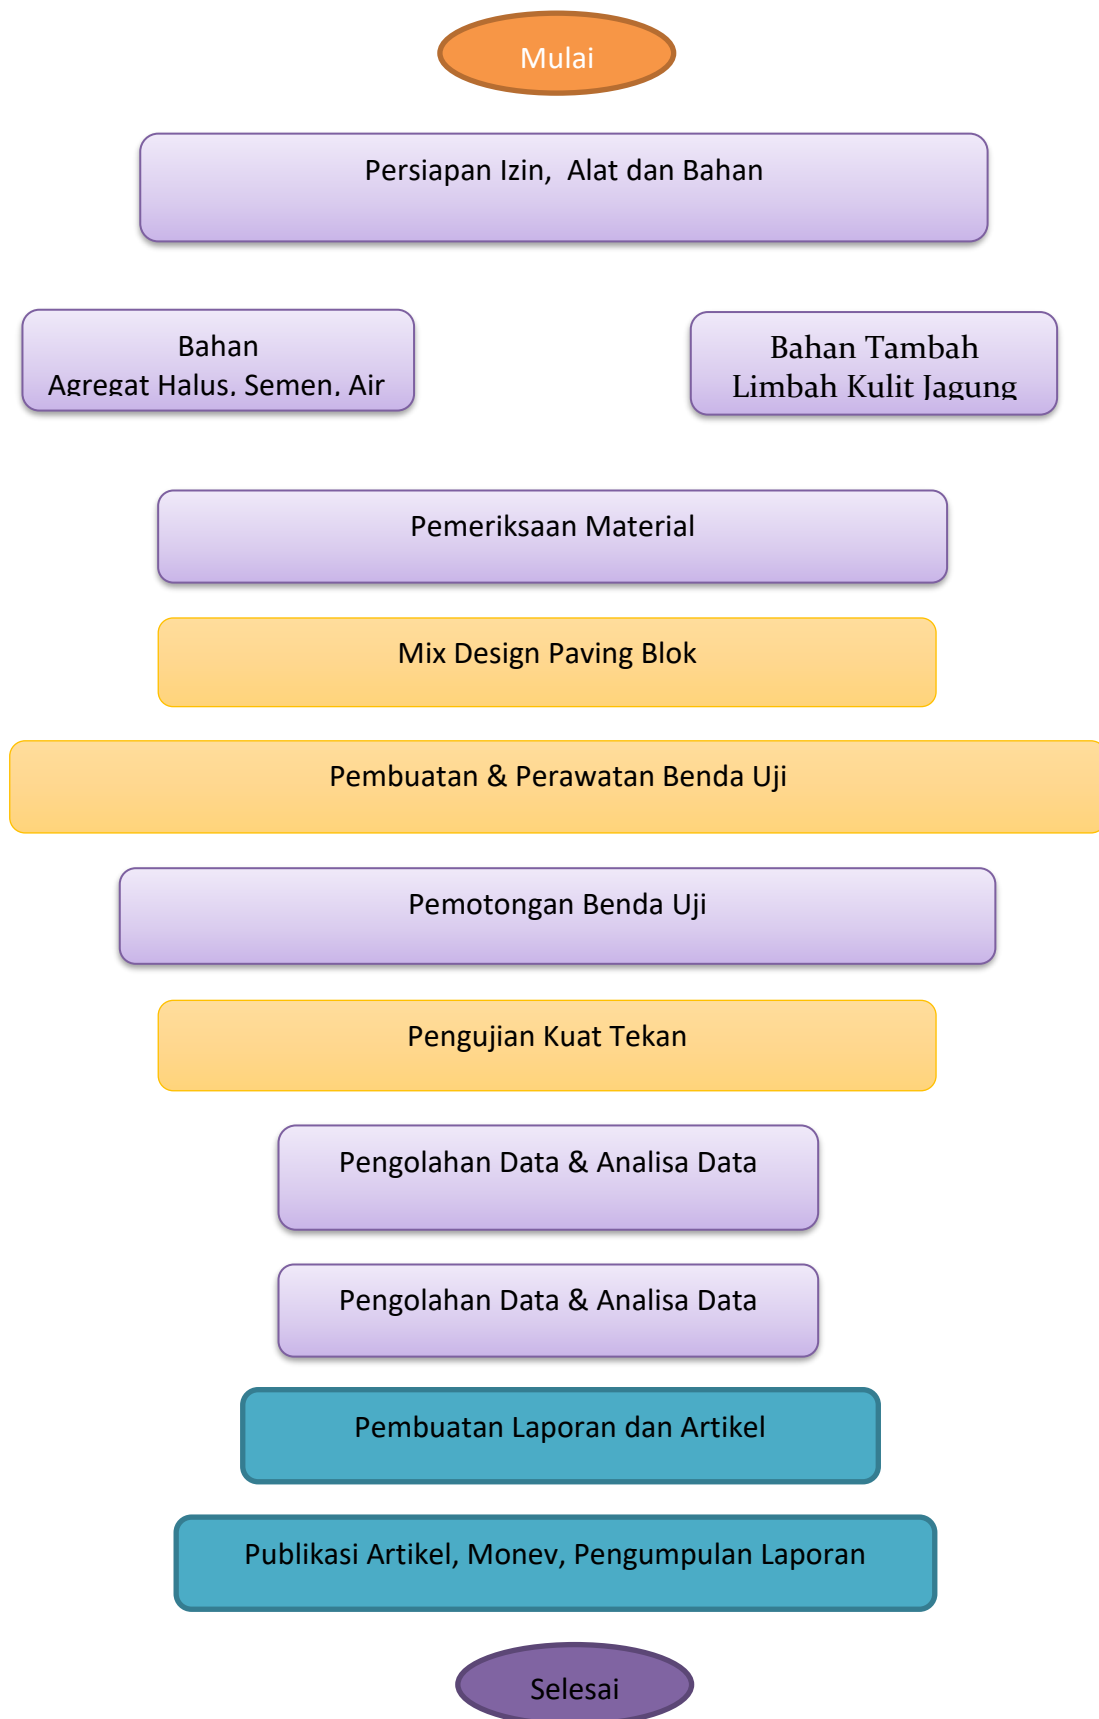 Mulai
Persiapan Izin, Alat dan Bahan
Bahan
Agregat Halus, Semen, Air
Bahan Tambah
Limbah Kulit Jagung
Pemeriksaan Material
Mix Design Paving Blok
Pembuatan & Perawatan Benda Uji
Pemotongan Benda Uji
Pengujian Kuat Tekan
Pengolahan Data & Analisa Data
Pengolahan Data & Analisa Data
Pembuatan Laporan dan Artikel
Publikasi Artikel, Monev, Pengumpulan Laporan
Selesai